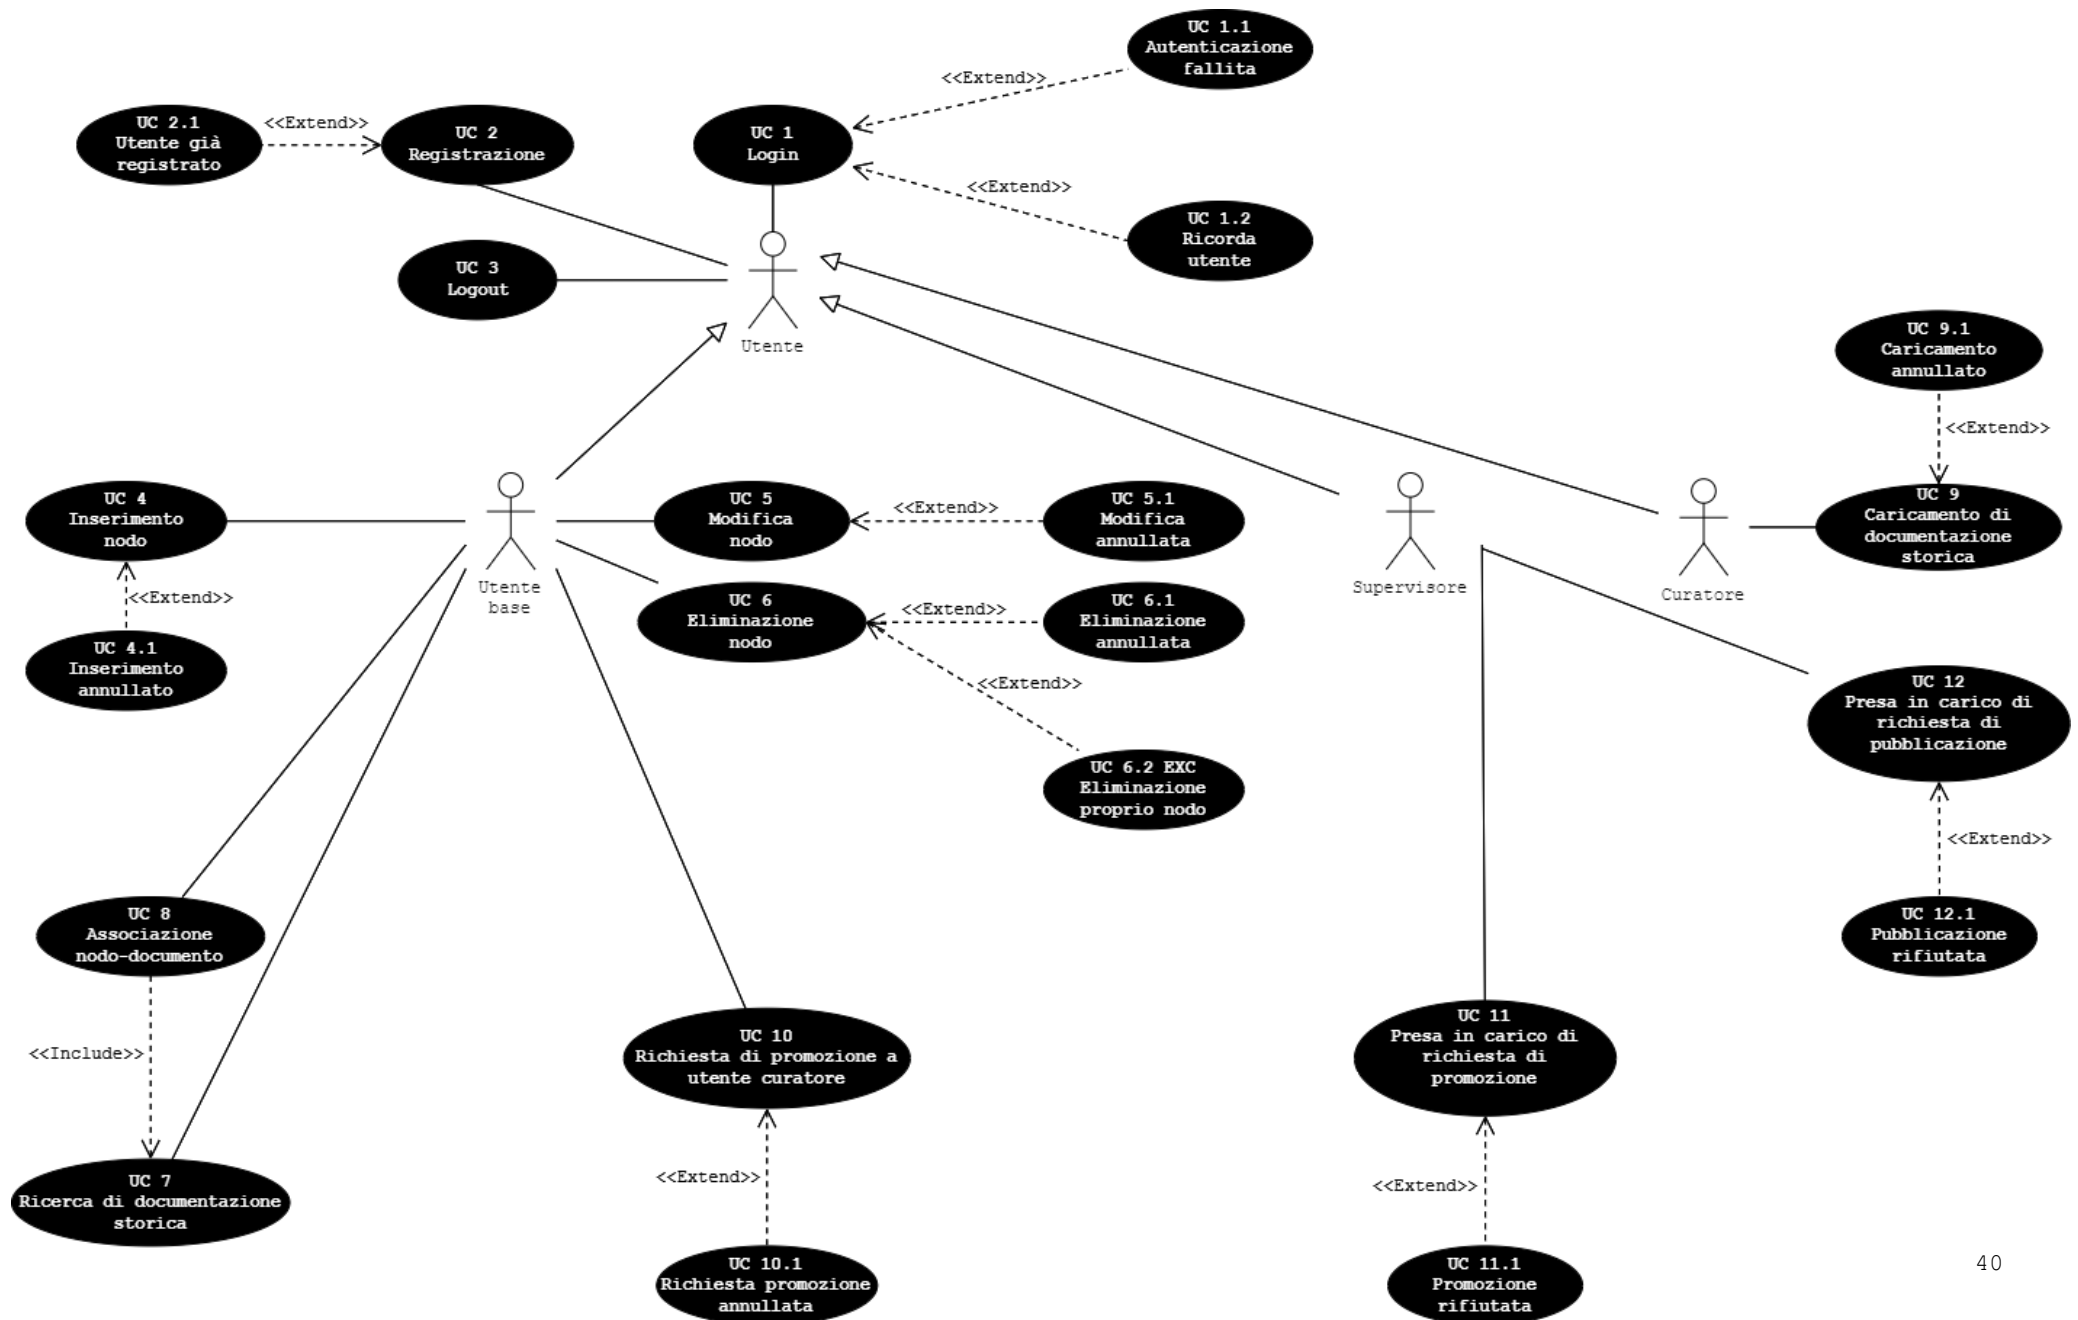 UC 1.1
Autenticazione
fallita
<<Extend>>
UC 2.1
Utente già
registrato
<<Extend>>
UC 2
Registrazione
UC 1
Login
<<Extend>>
UC 1.2
Ricorda
utente
UC 3
Logout
Utente
UC 9.1
Caricamento
annullato
<<Extend>>
UC 4
Inserimento
nodo
<<Extend>>
UC 4.1
Inserimento
annullato
Utente
base
UC 5
Modifica
nodo
<<Extend>>
UC 5.1
Modifica
annullata
UC 6
Eliminazione
nodo
<<Extend>>
UC 6.1
Eliminazione
annullata
<<Extend>>
UC 6.2 EXC
Eliminazione
proprio nodo
Supervisore
Curatore
UC 9
Caricamento di
documentazione
storica
UC 12
Presa in carico di
richiesta di
pubblicazione
<<Extend>>
UC 12.1
Pubblicazione
rifiutata
UC 8
Associazione
nodo-documento
<<Include>>
UC 7
Ricerca di documentazione
storica
UC 10
Richiesta di promozione a
utente curatore
<<Extend>>
UC 10.1
Richiesta promozione
annullata
UC 11
Presa in carico di
richiesta di
promozione
<<Extend>>
UC 11.1
Promozione
rifiutata
40